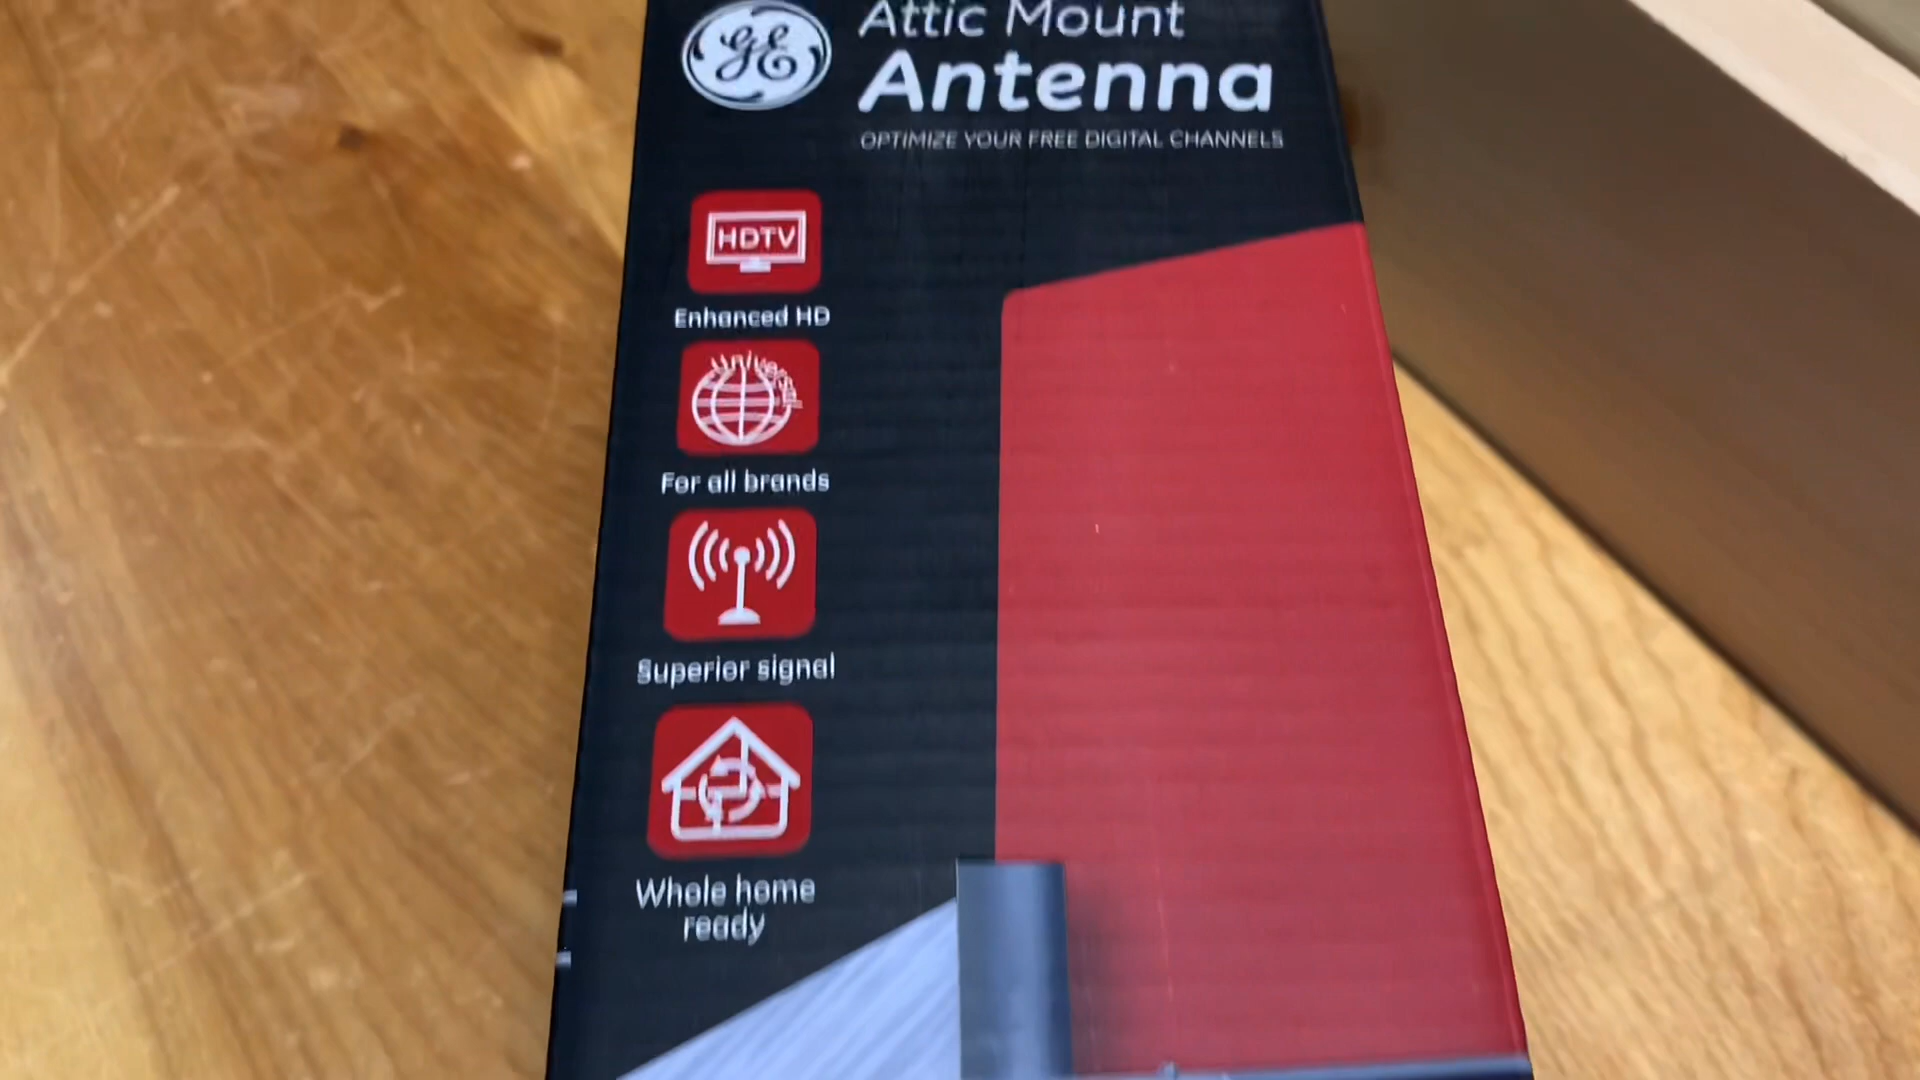 GE
Attic Mount
Antenna
OPTIMIZE YOUR FREE DIGITAL CHANNELS
HDTV
Enhanced HD
Universal
For all brands
Superior signal
Whole home
ready